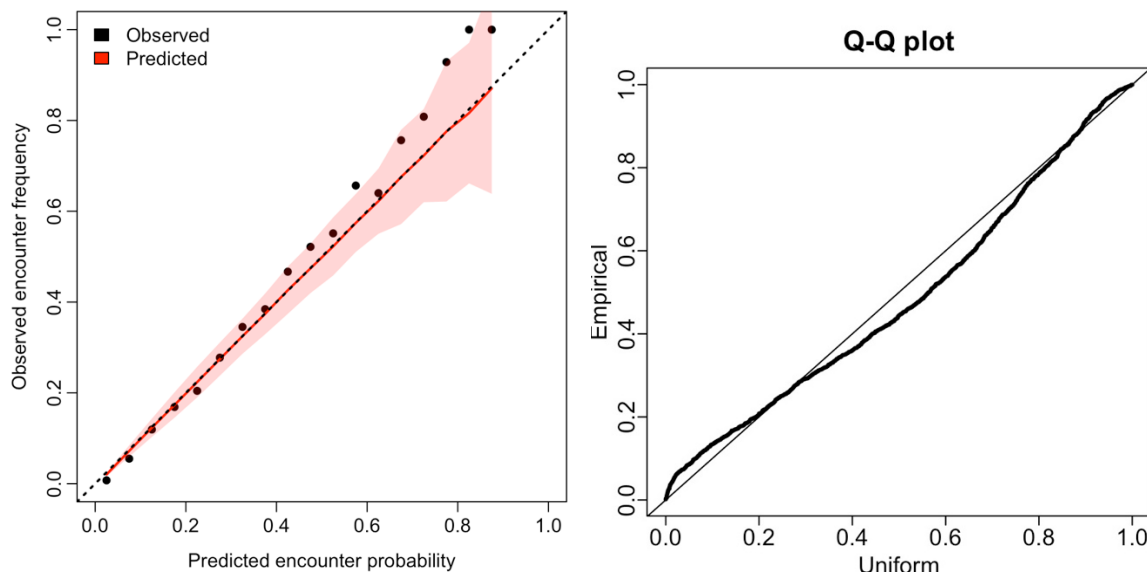 Observed
Predicted
Observed encounter frequency
0.0 0.2 0.4 0.6 0.8 1.0
0.0 0.2 0.4 0.6 0.8 1.0
Predicted encounter probability
Q-Q plot
Empirical
0.0 0.2 0.4 0.6 0.8 1.0
0.0 0.2 0.4 0.6 0.8 1.0
Uniform